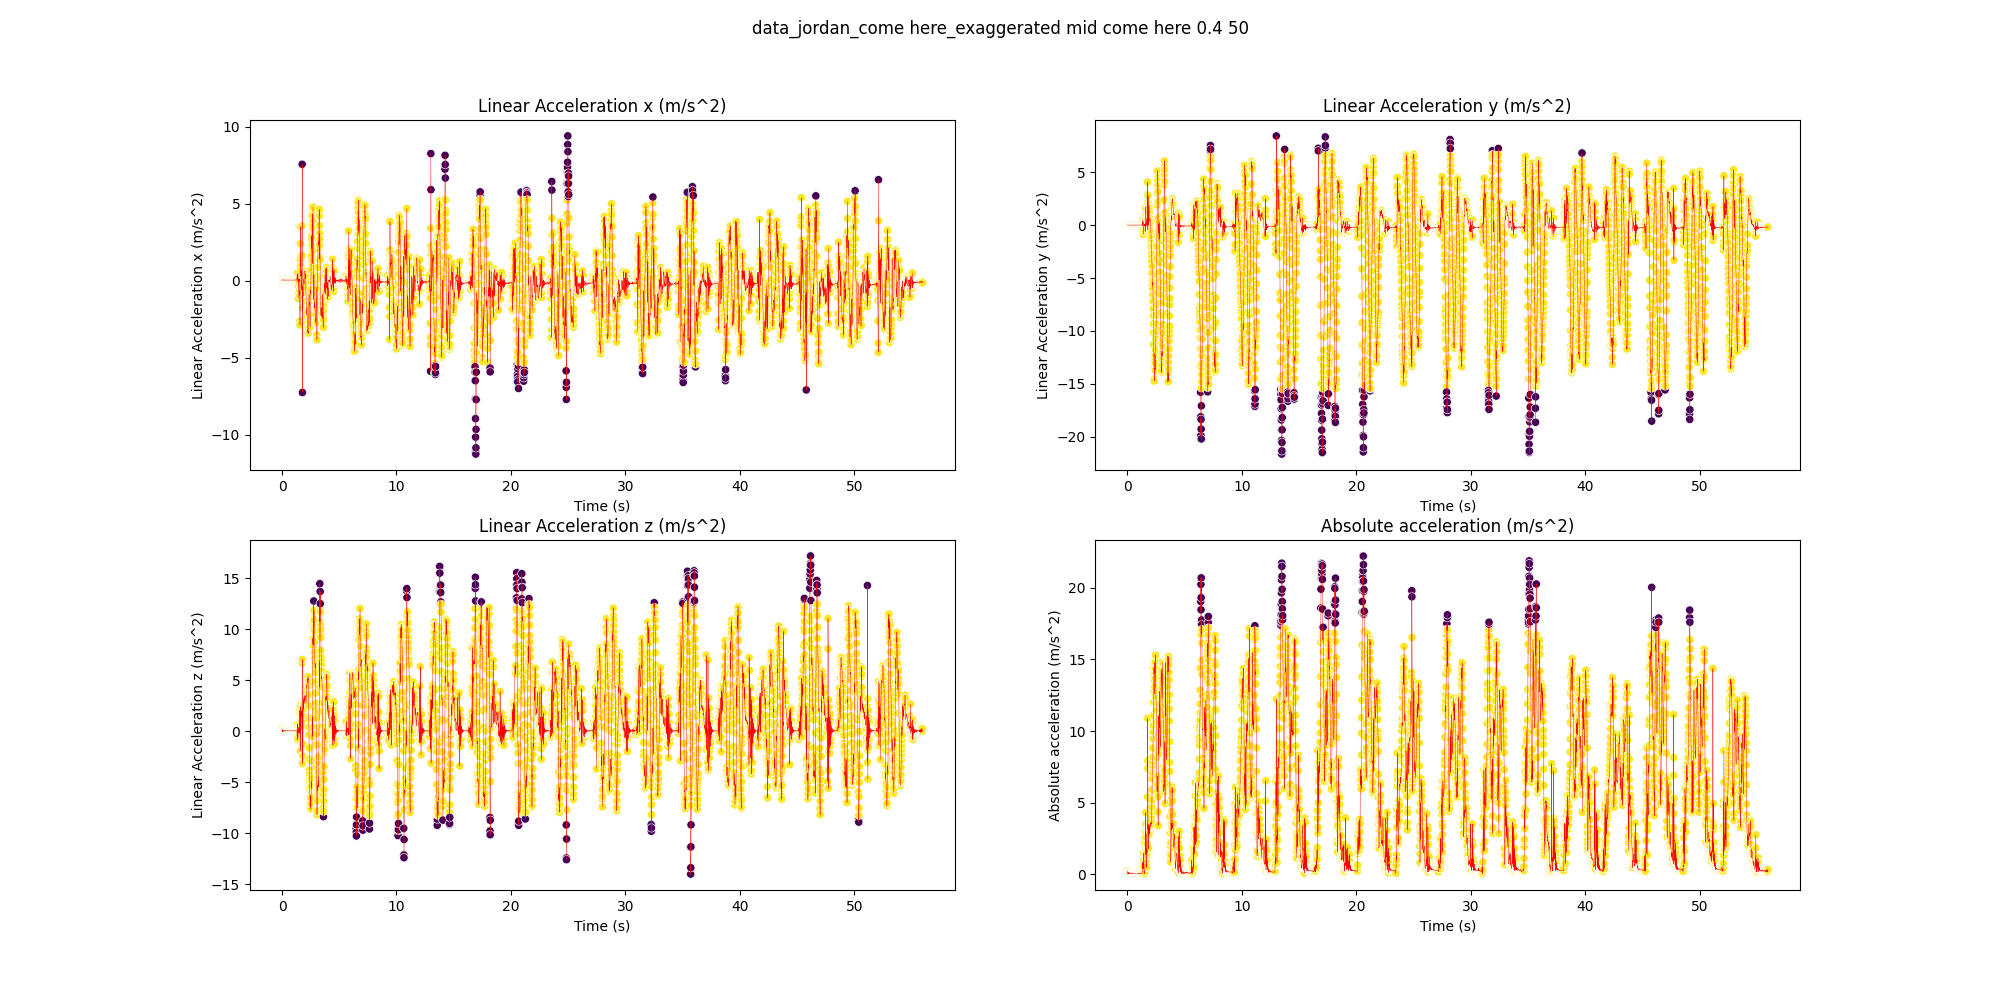 data_jordan_come here_exaggerated mid come here 0.4 50
Linear Acceleration x (m/s^2)
Linear Acceleration x (m/s^2)
10
5
0
−5
−10
0 10 20 30 40 50
Time (s)
Linear Acceleration y (m/s^2)
Linear Acceleration y (m/s^2)
5
0
−5
−10
−15
−20
0 10 20 30 40 50
Time (s)
Linear Acceleration z (m/s^2)
Linear Acceleration z (m/s^2)
15
10
5
0
−5
−10
−15
0 10 20 30 40 50
Time (s)
Absolute acceleration (m/s^2)
Absolute acceleration (m/s^2)
20
15
10
5
0
0 10 20 30 40 50
Time (s)